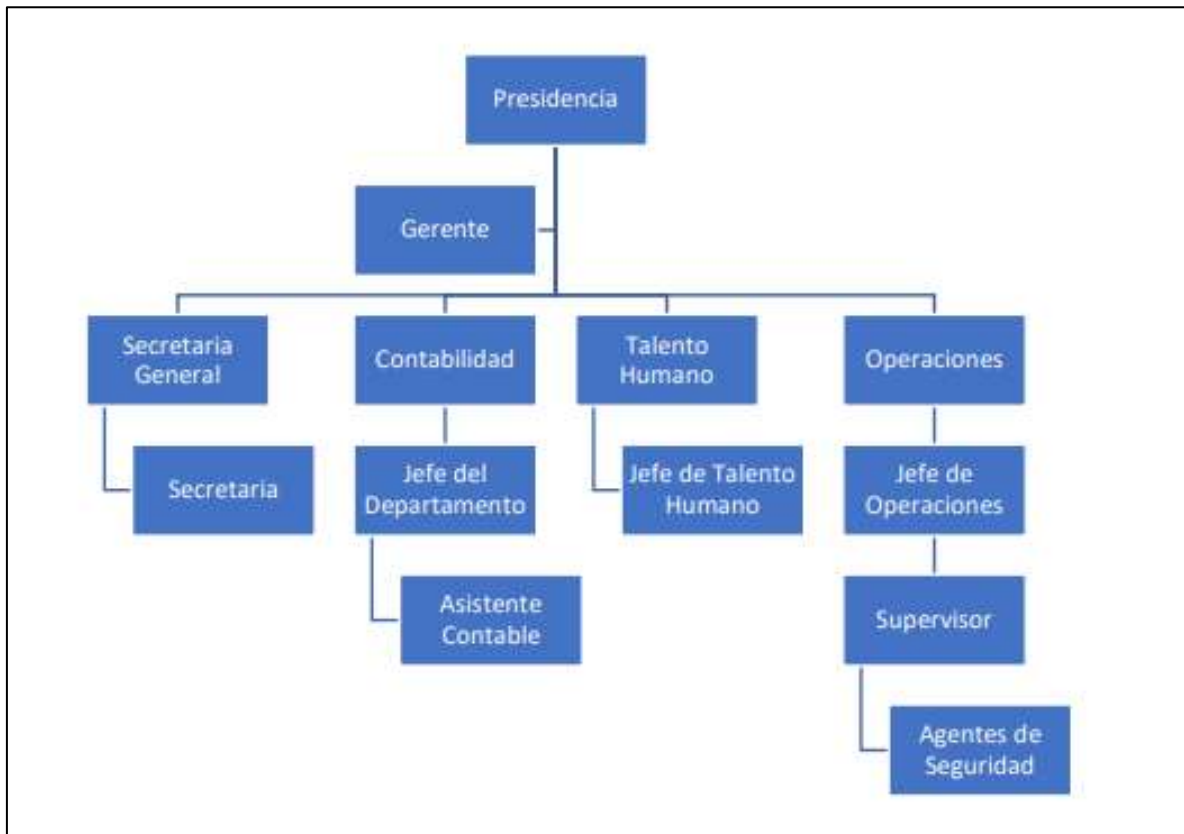 Presidencia
Gerente
Secretaria
General
Contabilidad
Talento
Humano
Operaciones
Secretaria
Jefe del
Departamento
Jefe de Talento
Humano
Jefe de
Operaciones
Asistente
Contable
Supervisor
Agentes de
Seguridad